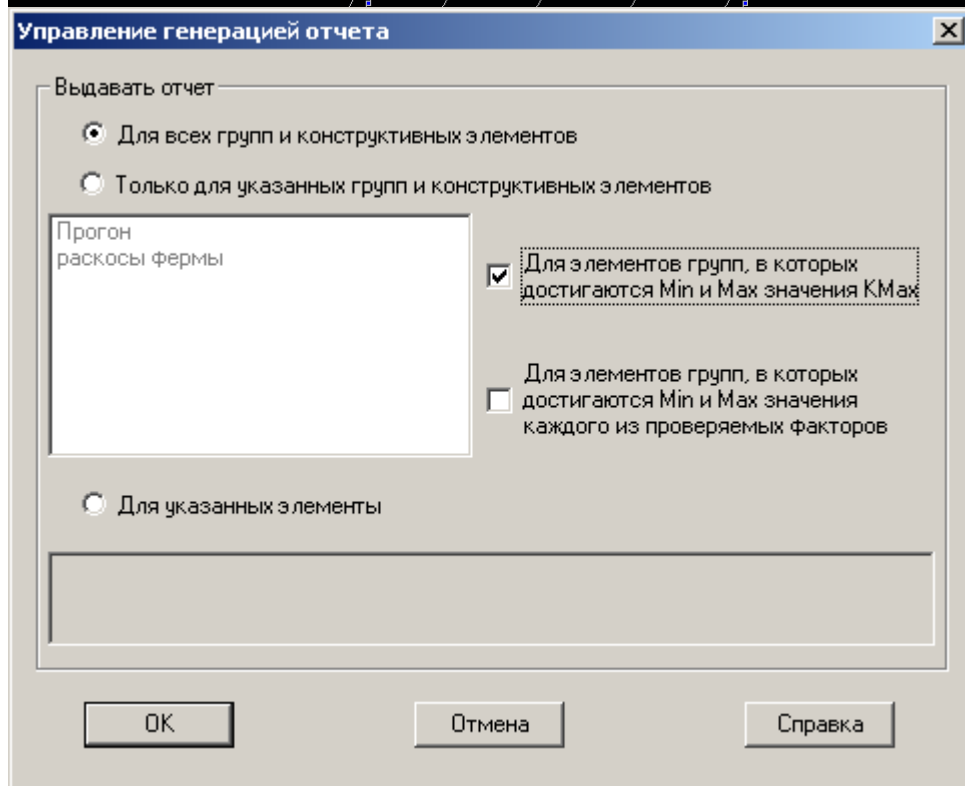 Управление генерацией отчета
Выдавать отчет
Для всех групп и конструктивных элементов
Только для указанных групп и конструктивных элементов
Прогон
раскосы фермы
Для элементов групп, в которых
достигаются Min и Max значения KMax
Для элементов групп, в которых
достигаются Min и Max значения
каждого из проверяемых факторов
Для указанных элементы
OK
Отмена
Справка